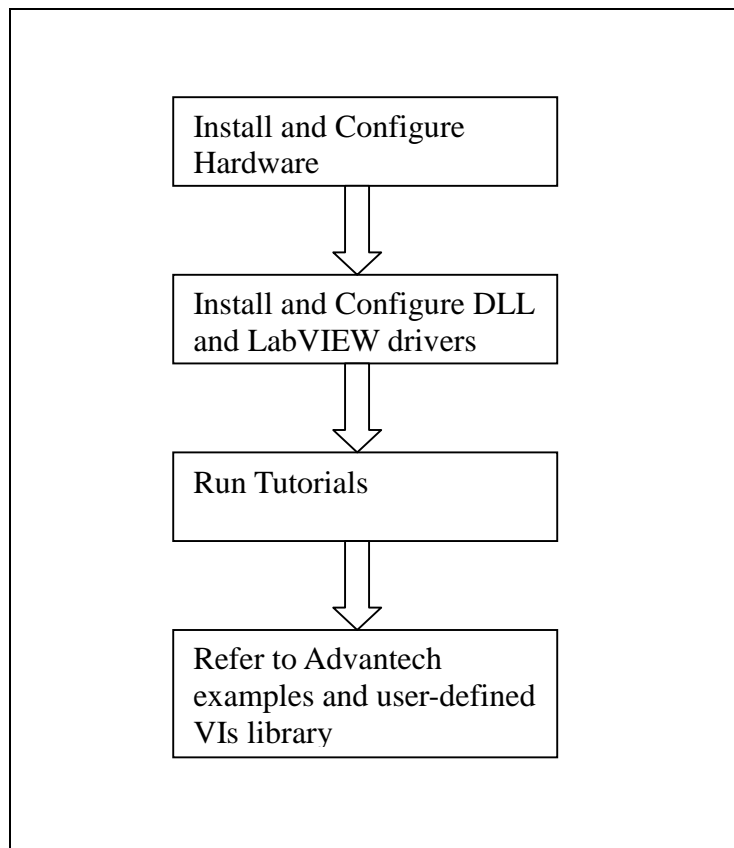 Install and Configure
Hardware
Install and Configure DLL
and LabVIEW drivers
Run Tutorials
Refer to Advantech
examples and user-defined
VIs library